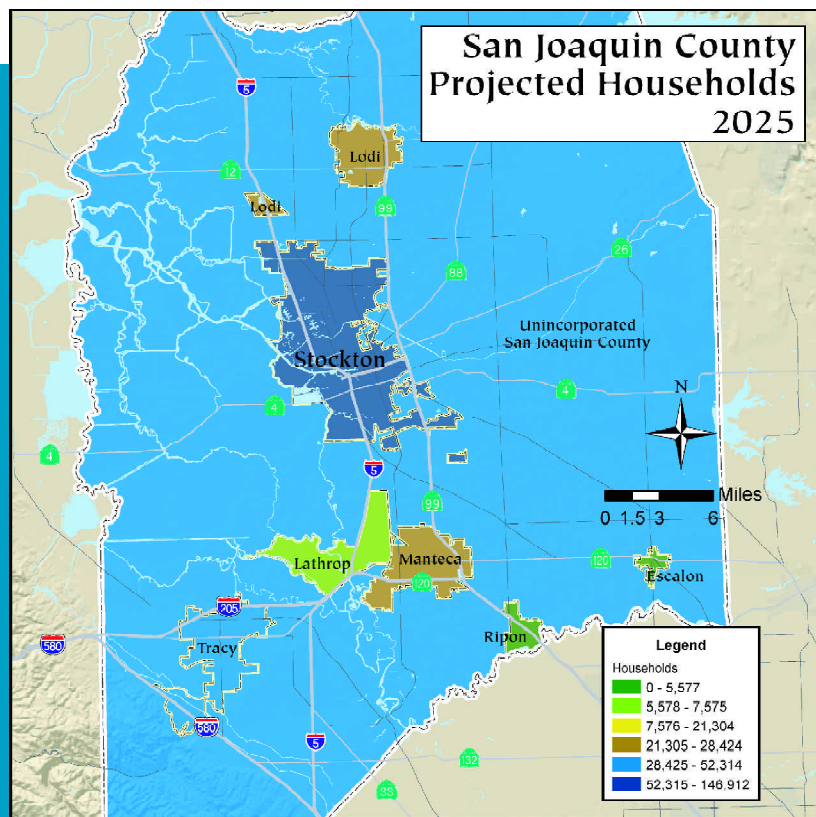 San Joaquin County
Projected Households
2025
5
Lodi
12
Lodi
99
26
88
Unincorporated
San Joaquin County
Stockton
4
4
N
4
5
Miles
0 1.5 3 6
99
Lathrop
Manteca
120
120
Escalon
205
580
Tracy
Ripon
580
5
132
33
Legend
Households
0 - 5,577
5,578 - 7,575
7,576 - 21,304
21,305 - 28,424
28,425 - 52,314
52,315 - 146,912